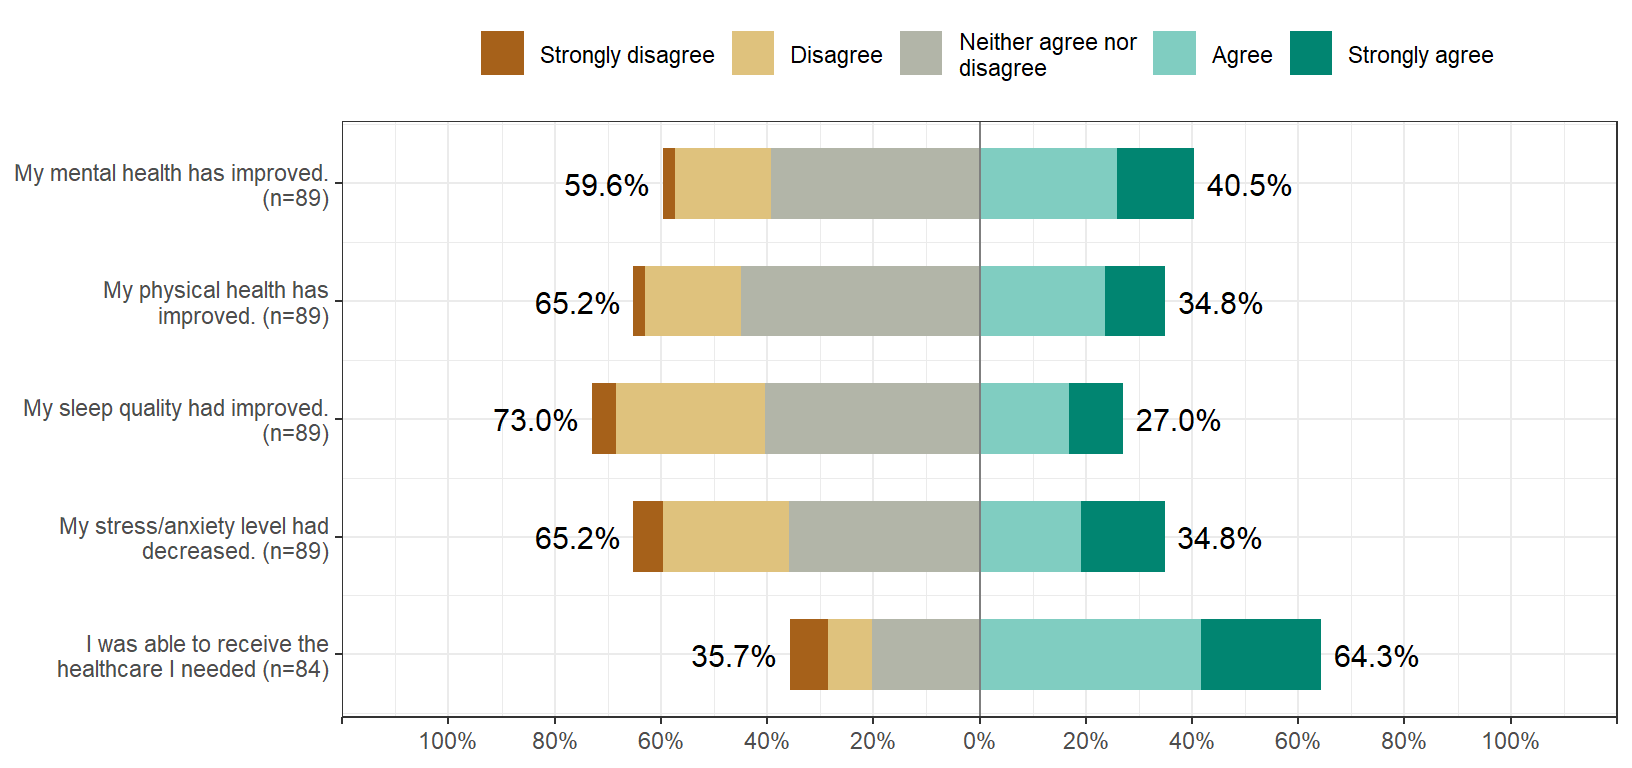 Strongly disagree
Disagree
Neither agree nor
disagree
Agree
Strongly agree
My mental health has improved.
(n=89)
59.6%
40.5%
My physical health has
improved. (n=89)
65.2%
34.8%
My sleep quality had improved.
(n=89)
73.0%
27.0%
My stress/anxiety level had
decreased. (n=89)
65.2%
34.8%
I was able to receive the
healthcare I needed (n=84)
35.7%
64.3%
100% 80% 60% 40% 20% 0% 20% 40% 60% 80% 100%